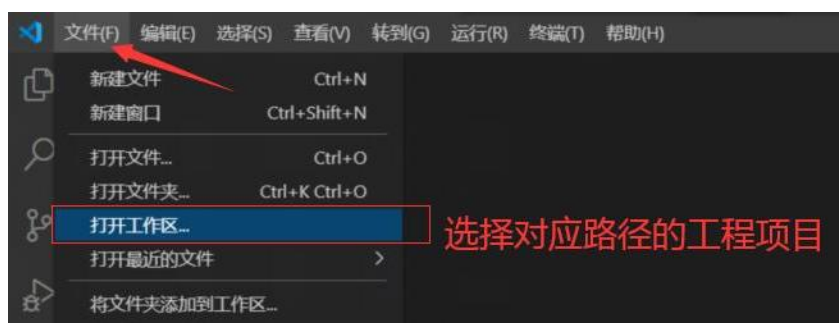 文件(F) 编辑(E) 选择(S) 查看(V) 转到(G) 运行(R) 终端(T) 帮助(H)
新建文件 Ctrl+N
新建窗口 Ctrl+Shift+N
打开文件... Ctrl+O
打开文件夹... Ctrl+K Ctrl+O
打开工作区...
选择对应路径的工程项目
打开最近的文件 >
将文件夹添加到工作区...